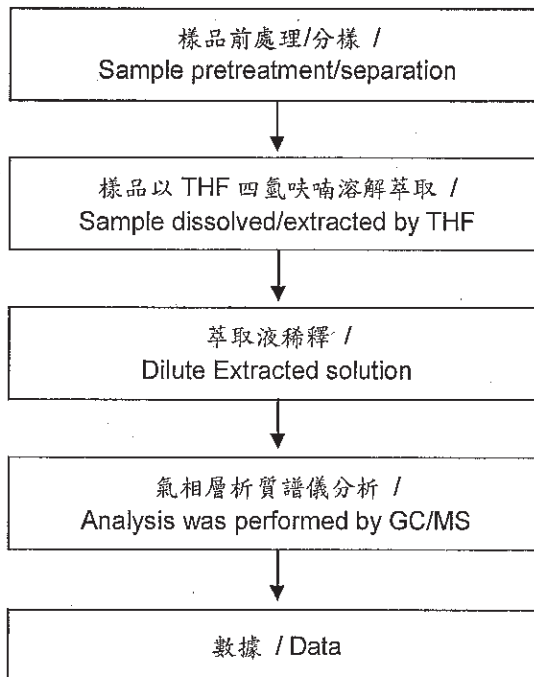 樣品前處理/分樣 /
Sample pretreatment/separation
樣品以 THF 四氫呋喃溶解萃取 /
Sample dissolved/extracted by THF
萃取液稀釋 /
Dilute Extracted solution
氣相層析質譜儀分析 /
Analysis was performed by GC/MS
數據 / Data